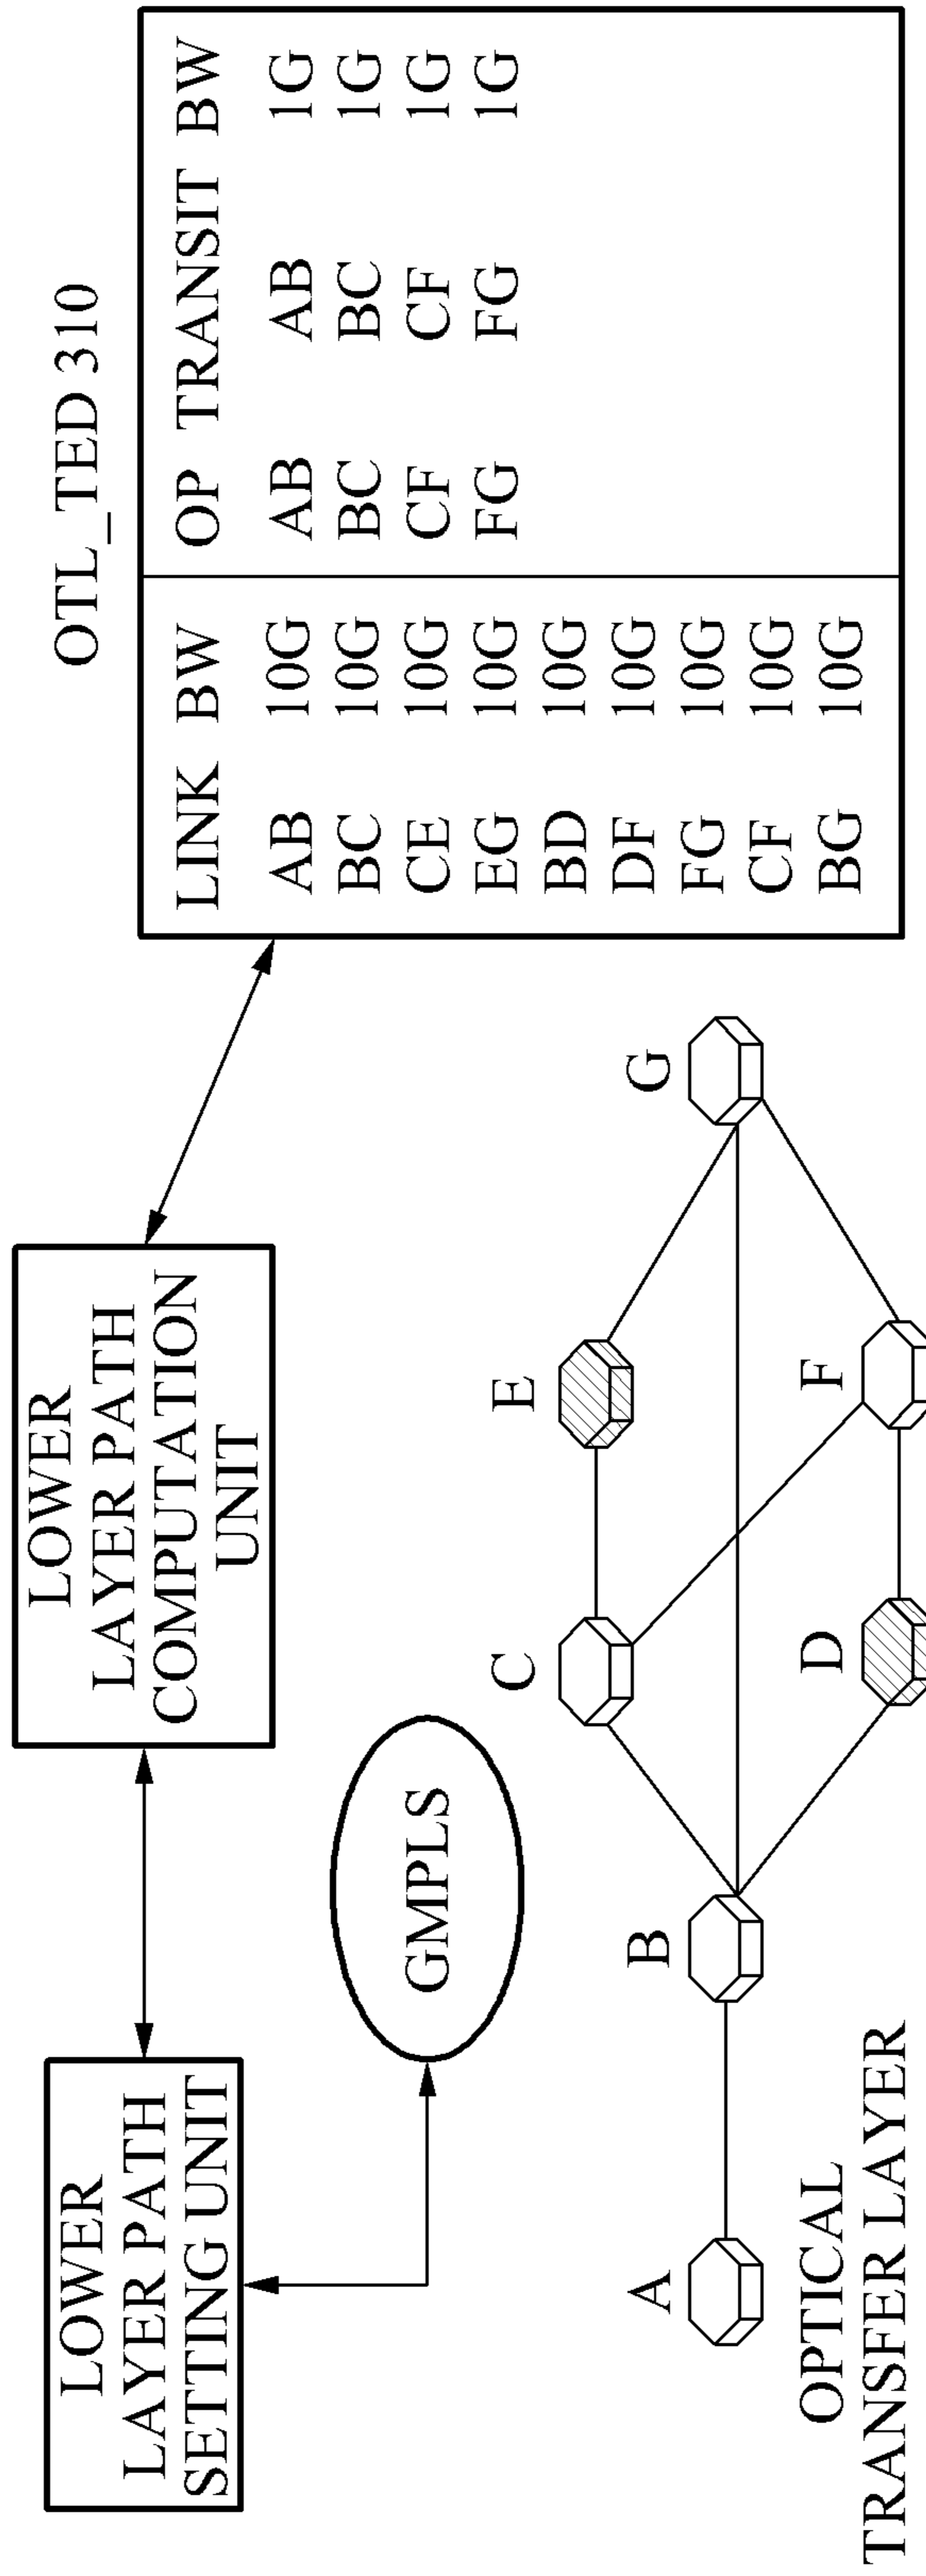 LOWER
LAYER PATH
SETTING UNIT
LOWER
LAYER PATH
COMPUTATION
UNIT
GMPLS
OTL_TED 310
LINK BW OP TRANSIT BW
AB 10G AB AB 1G
BC 10G BC BC 1G
CE 10G CF CF 1G
EG 10G FG FG 1G
BD 10G
DF 10G
FG 10G
CF 10G
BG 10G
A
B
C
E
G
D
F
OPTICAL
TRANSFER LAYER